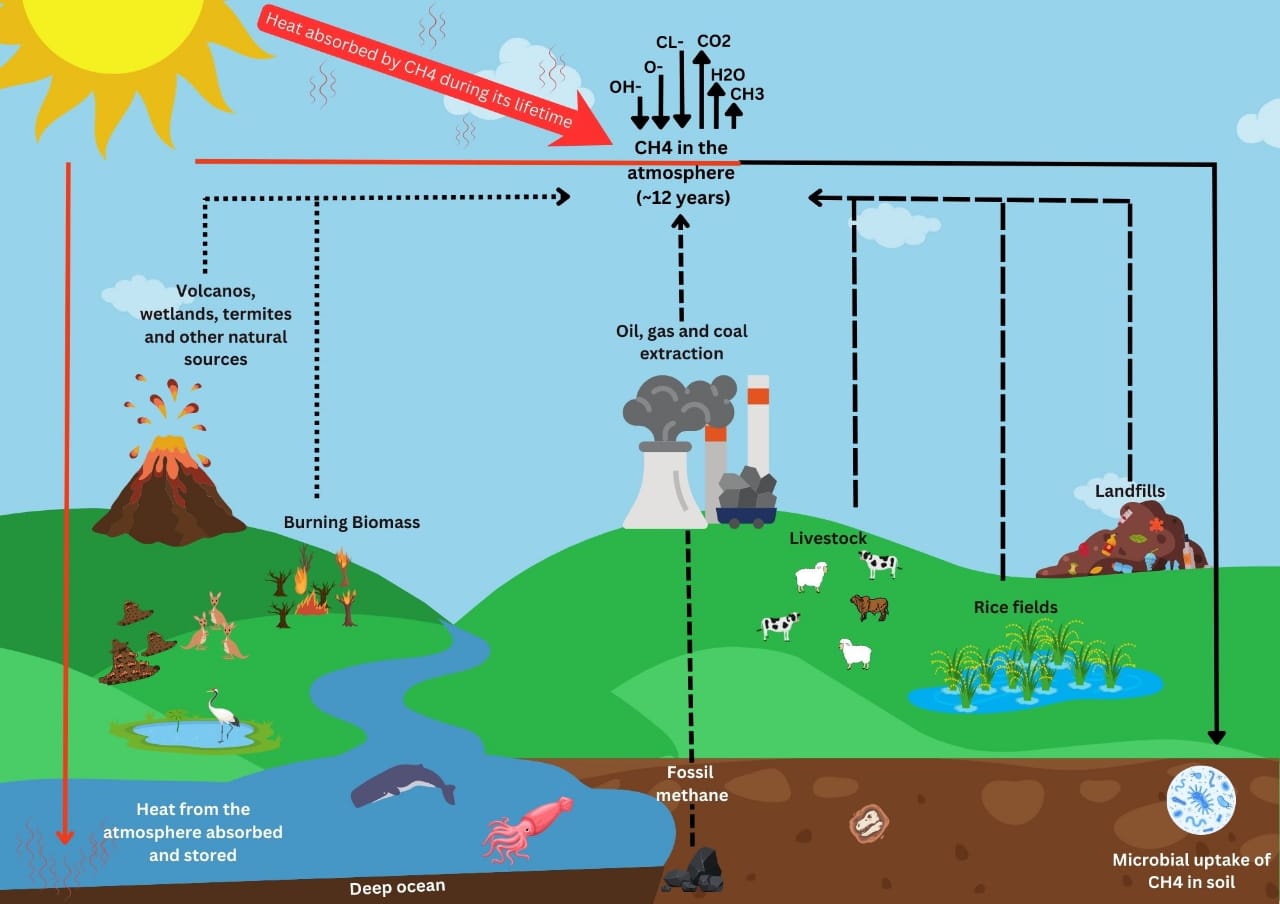 Heat absorbed by CH4 during its lifetime
CL-
CO2
O-
H2O
OH-
CH3
CH4 in the
atmosphere
(~12 years)
Volcanos,
wetlands, termites
and other natural
sources
Oil, gas and coal
extraction
Burning Biomass
Livestock
Landfills
Rice fields
Fossil
methane
Heat from the
atmosphere absorbed
and stored
Deep ocean
Microbial uptake of
CH4 in soil